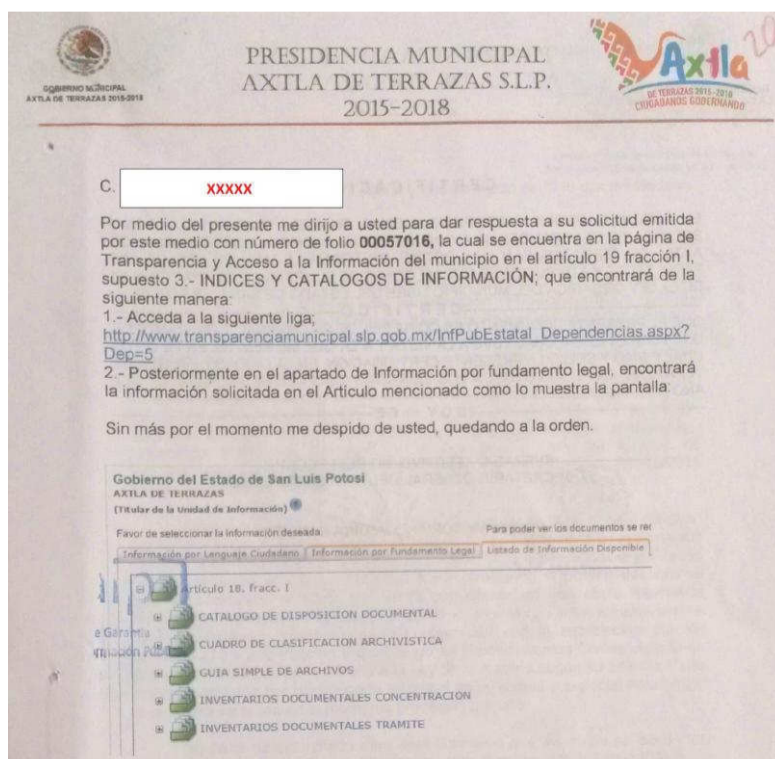 PRESIDENCIA MUNICIPAL
AXTLA DE TERRAZAS S.L.P.
2015-2018
GOBIERNO MUNICIPAL
AXTLA DE TERRAZAS 2015-2018
Axtla
DE TERRAZAS 2015-2018
CIUDADANOS GOBERNANDO
20
C. XXXXX
Por medio del presente me dirijo a usted para dar respuesta a su solicitud emitida
por este medio con número de folio 00057016, la cual se encuentra en la página de
Transparencia y Acceso a la Información del municipio en el artículo 19 fracción I,
supuesto 3.- INDICES Y CATALOGOS DE INFORMACIÓN; que encontrará de la
siguiente manera:
1.- Acceda a la siguiente liga;
http://www.transparenciamunicipal.slp.gob.mx/InfPubEstatal_Dependencias.aspx?
Dep=5
2.- Posteriormente en el apartado de Información por fundamento legal, encontrará
la información solicitada en el Articulo mencionado como lo muestra la pantalla:
Sin más por el momento me despido de usted, quedando a la orden.
Gobierno del Estado de San Luis Potosí
AXTLA DE TERRAZAS
(Titular de la Unidad de Información)
Favor de seleccionar la información deseada.
Para poder ver los documentos se rec
Información por Lenguaje Ciudadano Información por Fundamento Legal Listado de Información Disponible
Artículo 18. fracc. I
CATALOGO DE DISPOSICION DOCUMENTAL
CUADRO DE CLASIFICACION ARCHIVISTICA
GUIA SIMPLE DE ARCHIVOS
INVENTARIOS DOCUMENTALES CONCENTRACION
INVENTARIOS DOCUMENTALES TRAMITE